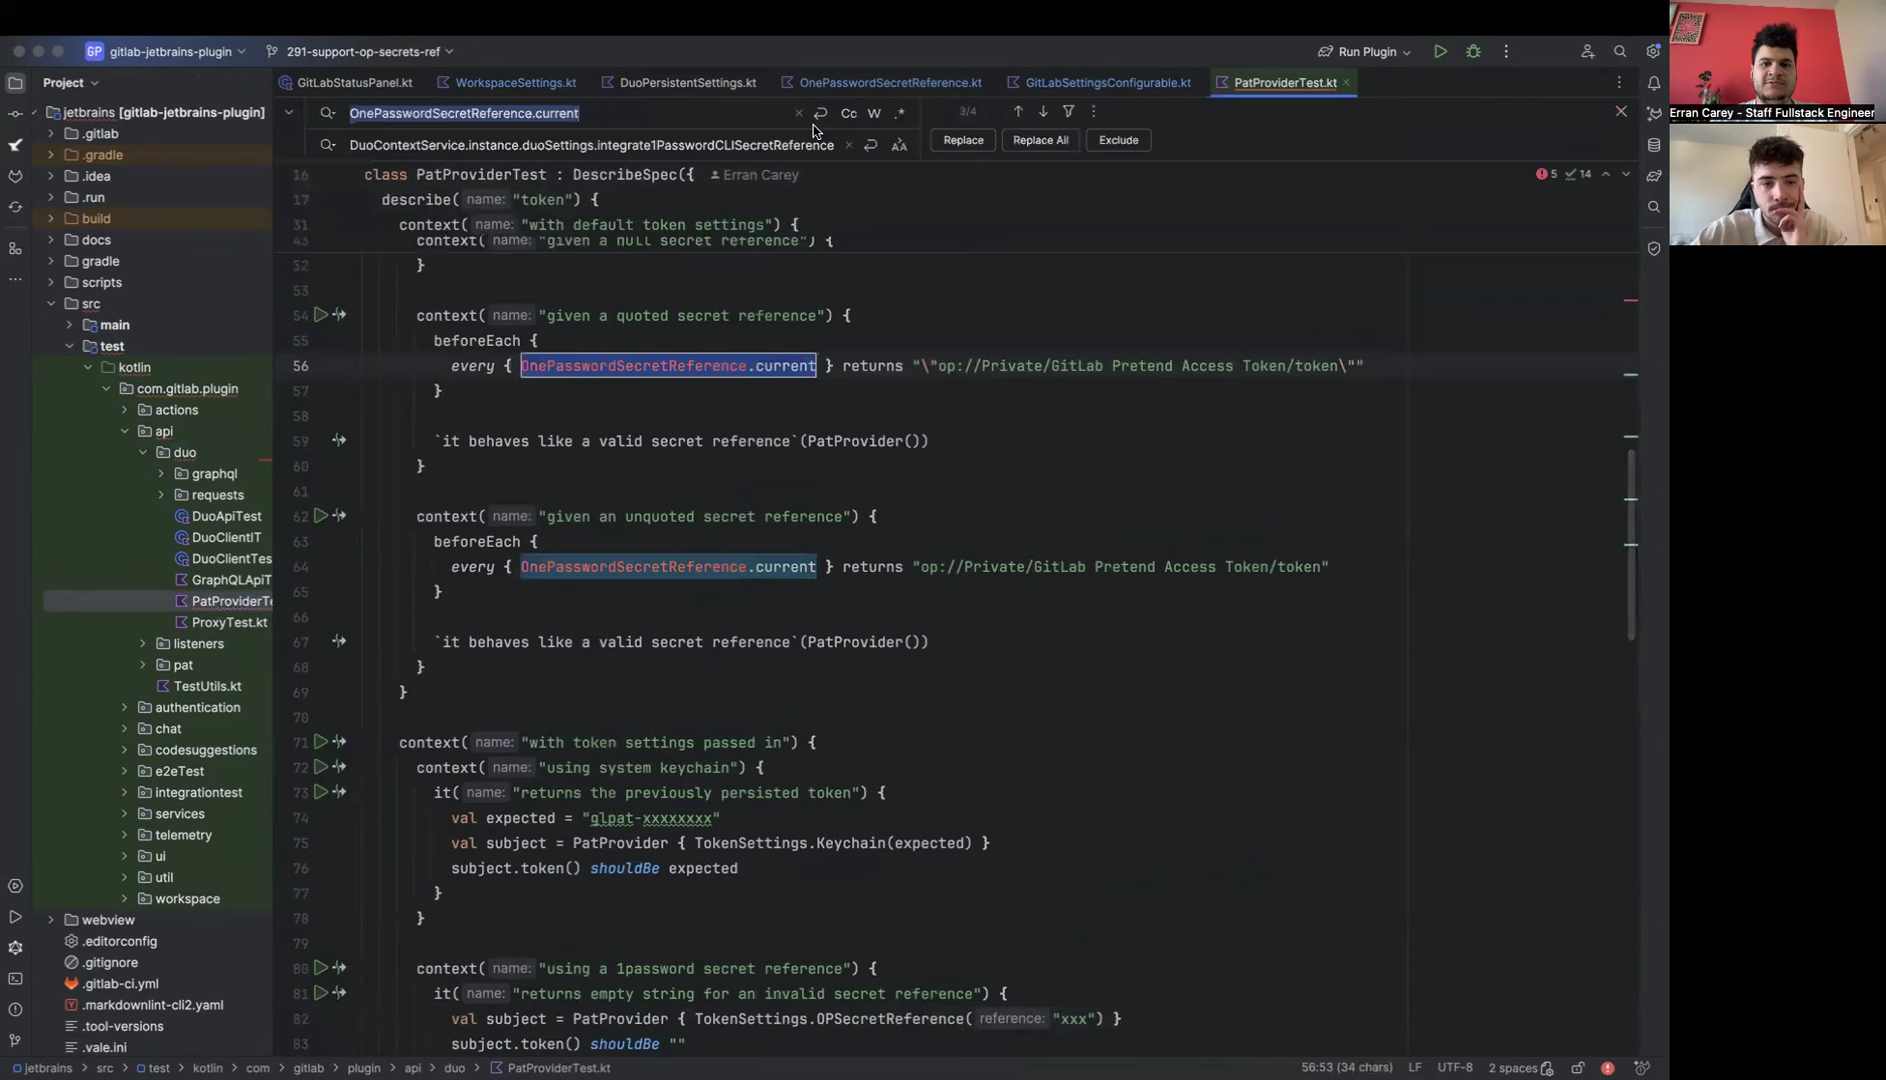 GP gitlab-jetbrains-plugin 291-support-op-secrets-ref Run Plugin
Project
GitLabStatusPanel.kt WorkspaceSettings.kt DuoPersistentSettings.kt OnePasswordSecretReference.kt GitLabSettingsConfigurable.kt PatProviderTest.kt
OnePasswordSecretReference.current Cc W .* 3/4
DuoContextService.instance.duoSettings.integrate1PasswordCLISecretReference Replace Replace All Exclude
jetbrains [gitlab-jetbrains-plugin]
.gitlab
.gradle
.idea
.run
build
docs
gradle
scripts
src
main
test
kotlin
com.gitlab.plugin
actions
api
duo
graphql
requests
DuoApiTest
DuoClientIT
DuoClientTes
GraphQLApiT
PatProviderTe
ProxyTest.kt
listeners
pat
TestUtils.kt
authentication
chat
codesuggestions
e2eTest
integrationtest
services
telemetry
ui
util
workspace
webview
.editorconfig
.gitignore
.gitlab-ci.yml
.markdownlint-cli2.yaml
.tool-versions
.vale.ini
16 class PatProviderTest : DescribeSpec({ Erran Carey 5 14
17 describe( name: "token") {
31 context( name: "with default token settings") {
43 context( name: "given a null secret reference") {
52 }
53
54 context( name: "given a quoted secret reference") {
55 beforeEach {
56 every { OnePasswordSecretReference.current } returns "\"op://Private/GitLab Pretend Access Token/token\""
57 }
58
59 `it behaves like a valid secret reference`(PatProvider())
60 }
61
62 context( name: "given an unquoted secret reference") {
63 beforeEach {
64 every { OnePasswordSecretReference.current } returns "op://Private/GitLab Pretend Access Token/token"
65 }
66
67 `it behaves like a valid secret reference`(PatProvider())
68 }
69 }
70
71 context( name: "with token settings passed in") {
72 context( name: "using system keychain") {
73 it( name: "returns the previously persisted token") {
74 val expected = "glpat-xxxxxxxx"
75 val subject = PatProvider { TokenSettings.Keychain(expected) }
76 subject.token() shouldBe expected
77 }
78 }
79
80 context( name: "using a 1password secret reference") {
81 it( name: "returns empty string for an invalid secret reference") {
82 val subject = PatProvider { TokenSettings.OPSecretReference( reference: "xxx") }
83 subject.token() shouldBe ""
jetbrains src test kotlin com gitlab plugin api duo PatProviderTest.kt 56:53 (34 chars) LF UTF-8 2 spaces
Erran Carey - Staff Fullstack Engineer